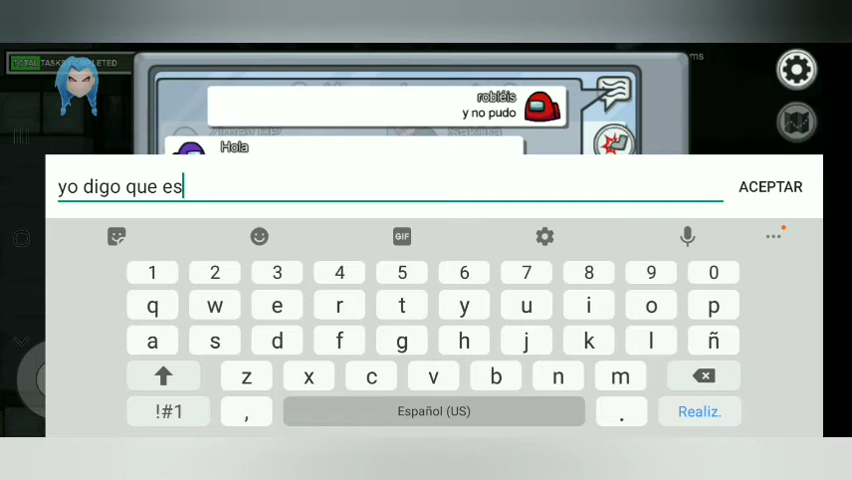 TOTAL TASKS COMPLETED
ms
robléis
y no pudo
Hola
yo digo que es
ACEPTAR
GIF
1 2 3 4 5 6 7 8 9 0
q w e r t y u i o p
a s d f g h j k l ñ
z x c v b n m
!#1 , Español (US) . Realiz.